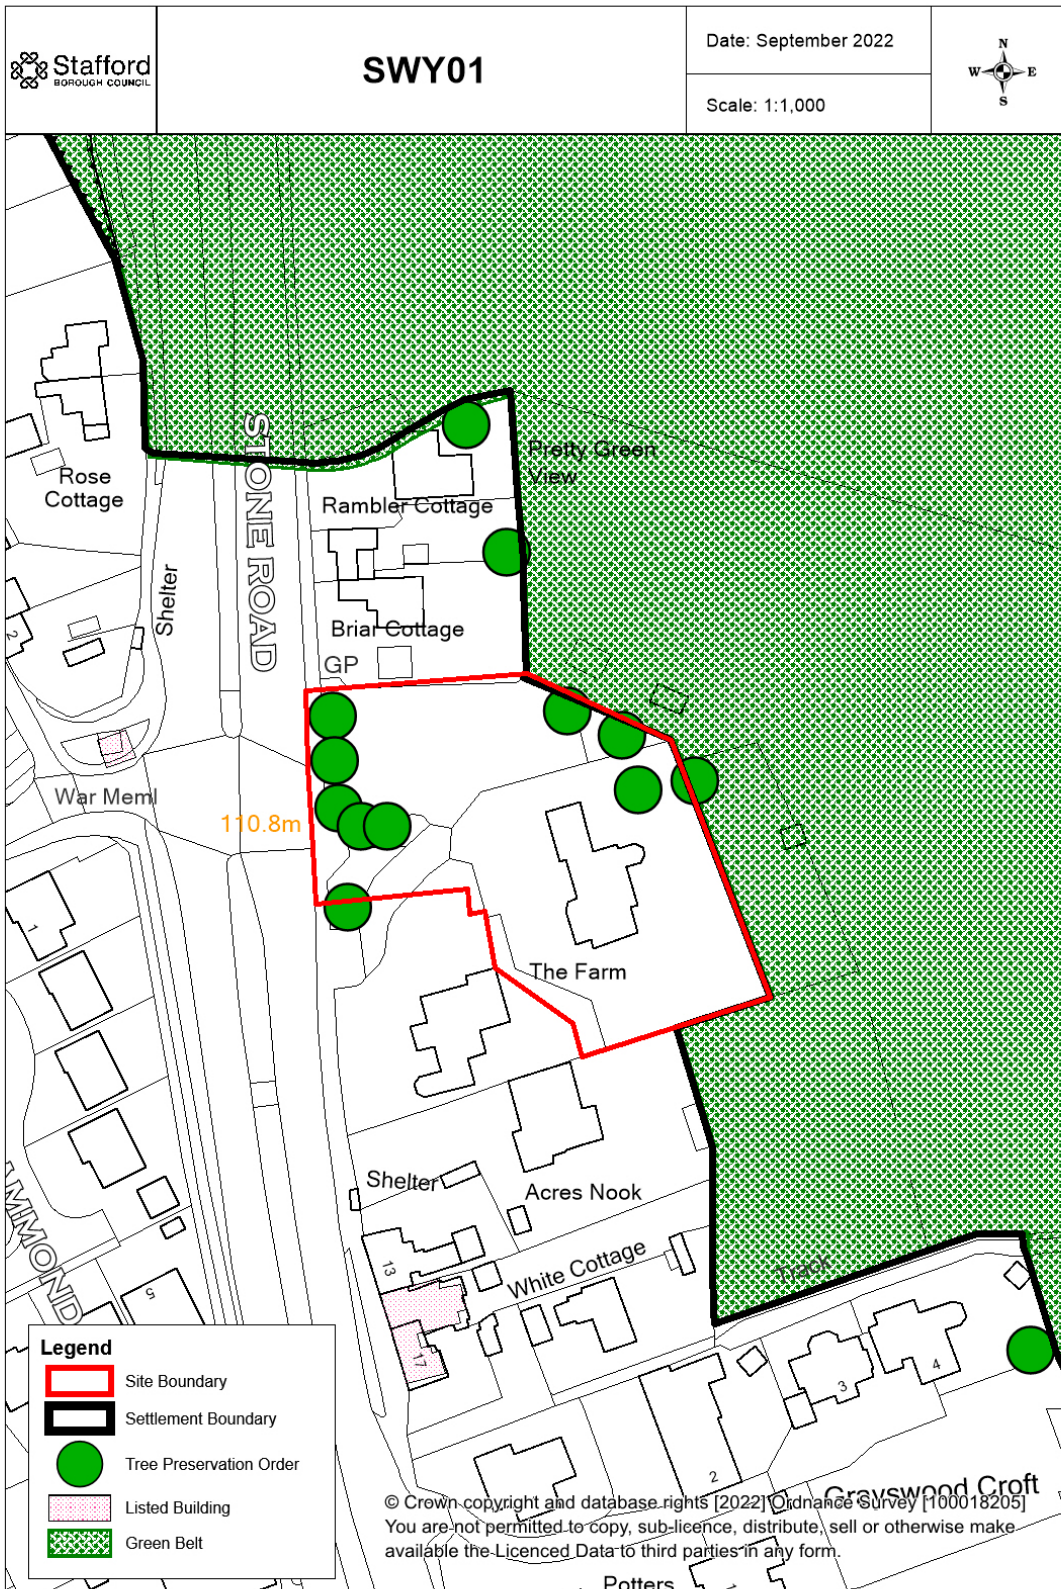 Stafford
BOROUGH COUNCIL
SWY01
Date: September 2022
Scale: 1:1,000
N
W E
S
STONE ROAD
Pretty Green
View
Rose
Cottage
Rambler Cottage
Shelter
Briar Cottage
2
GP
War Meml
110.8m
1
The Farm
Shelter
Acres Nook
White Cottage
Track
13
5
17
4
3
2
Grayswood Croft
Potters
Legend
Site Boundary
Settlement Boundary
Tree Preservation Order
Listed Building
Green Belt
© Crown copyright and database rights [2022] Ordnance Survey [100018205]
You are not permitted to copy, sub-licence, distribute, sell or otherwise make
available the Licenced Data to third parties in any form.